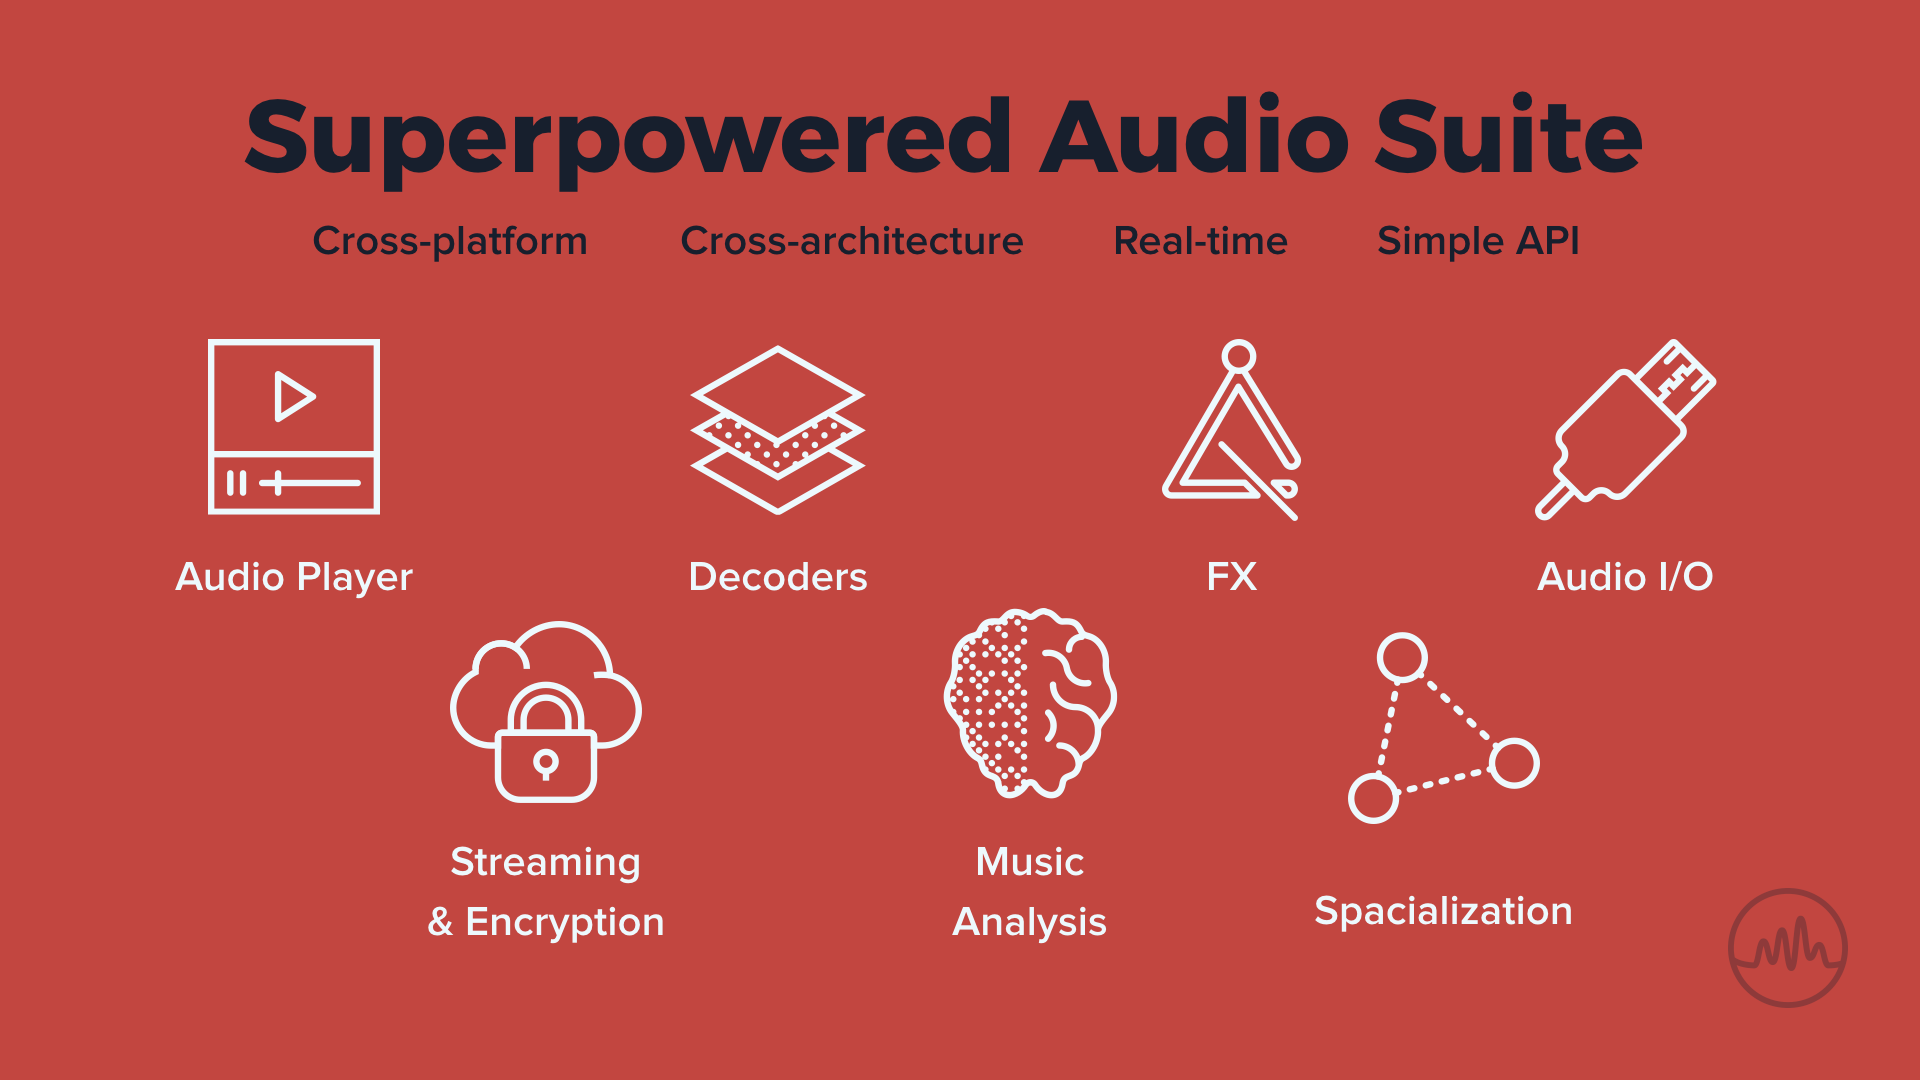 Superpowered Audio Suite
Cross-platform Cross-architecture Real-time Simple API
Audio Player Decoders FX Audio I/O
Streaming
& Encryption
Music
Analysis
Spacialization